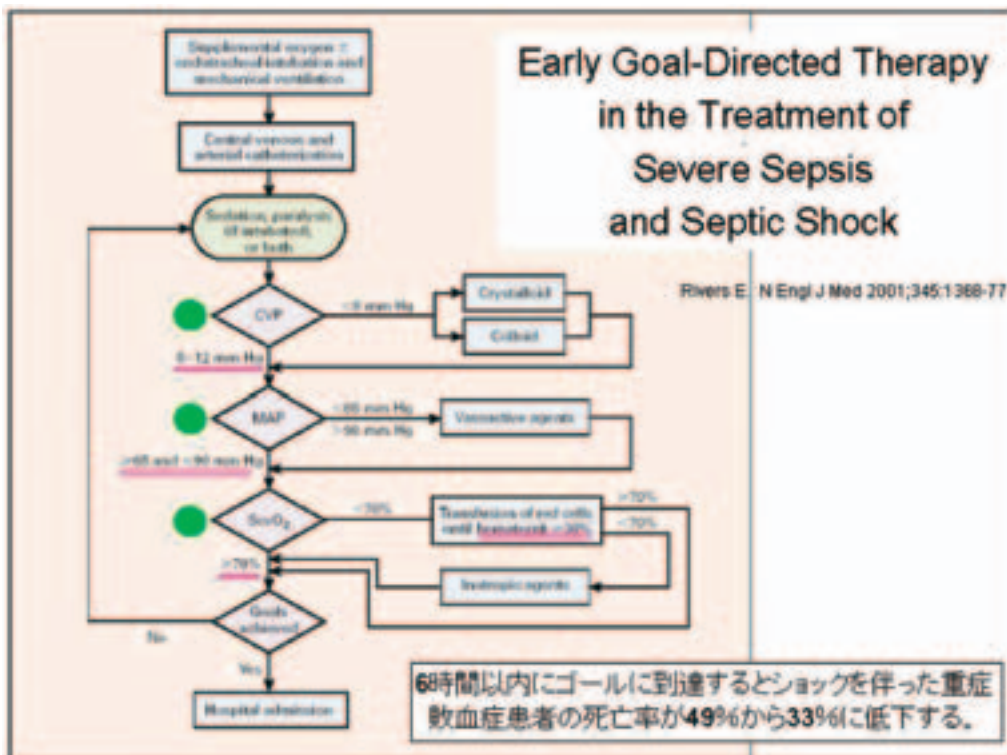 Early Goal-Directed Therapy
in the Treatment of
Severe Sepsis
and Septic Shock
Rivers E. N Engl J Med 2001;345:1368-77
Supplemental oxygen ±
endotracheal intubation and
mechanical ventilation
Central venous and
arterial catheterization
Sedation, paralysis
(if intubated),
or both
CVP
<8 mm Hg
Crystalloid
Colloid
8–12 mm Hg
MAP
<65 mm Hg
>90 mm Hg
Vasoactive agents
≥65 and ≤90 mm Hg
ScvO₂
<70%
Transfusion of red cells
until hematocrit ≥30%
≥70%
<70%
≥70%
Inotropic agents
Goals
achieved
No
Yes
Hospital admission
6時間以内にゴールに到達するとショックを伴った重症
敗血症患者の死亡率が49%から33%に低下する。